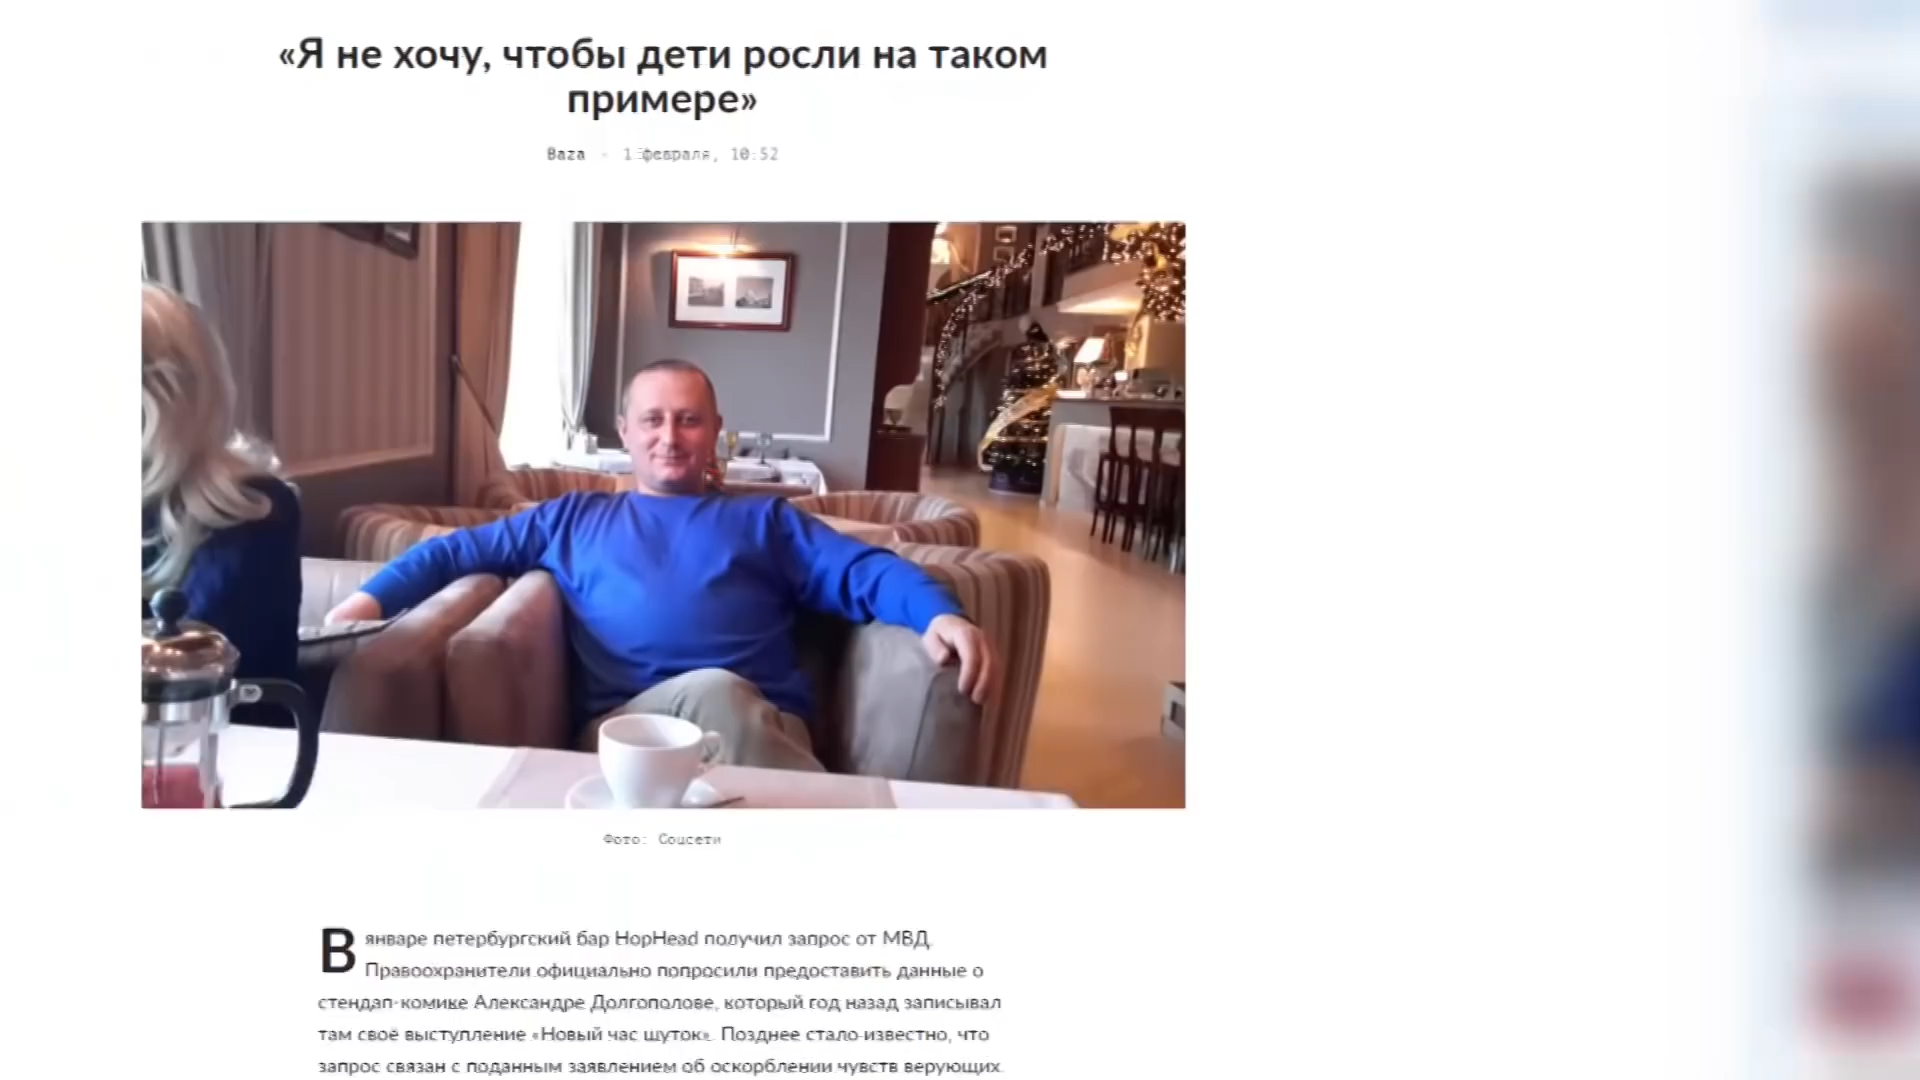 «Я не хочу, чтобы дети росли на таком
примере»
Baza - 1 февраля, 10:52
Фото: Соцсети
В январе петербургский бар HopHead получил запрос от МВД.
Правоохранители официально попросили предоставить данные о
стендап-комике Александре Долгополове, который год назад записывал
там своё выступление «Новый час шуток». Позднее стало известно, что
запрос связан с поданным заявлением об оскорблении чувств верующих.